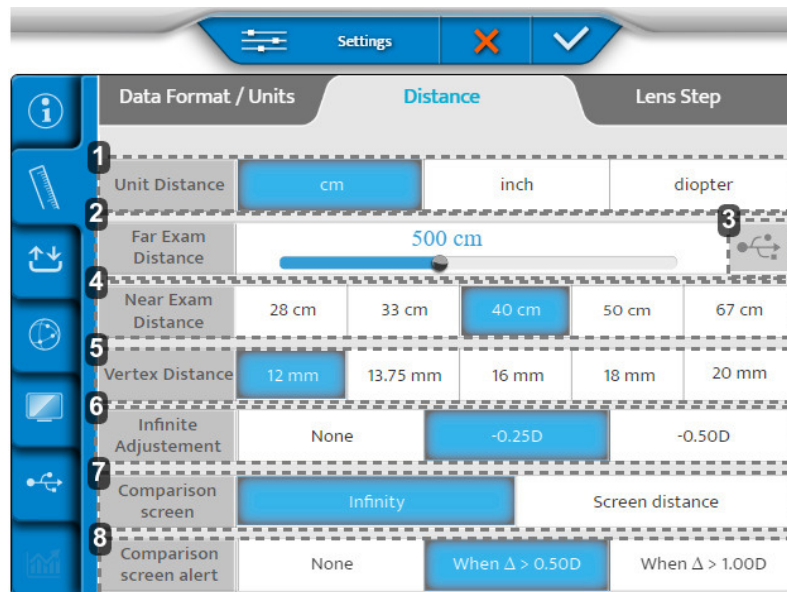 Settings
Data Format / Units Distance Lens Step
1
Unit Distance cm inch diopter
2
3
Far Exam
Distance
500 cm
4
Near Exam
Distance
28 cm 33 cm 40 cm 50 cm 67 cm
5
Vertex Distance 12 mm 13.75 mm 16 mm 18 mm 20 mm
6
Infinite
Adjustement
None -0.25D -0.50D
7
Comparison
screen
Infinity Screen distance
8
Comparison
screen alert
None When Δ > 0.50D When Δ > 1.00D